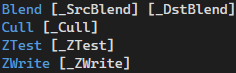 Blend [_SrcBlend] [_DstBlend]
Cull [_Cull]
ZTest [_ZTest]
ZWrite [_ZWrite]